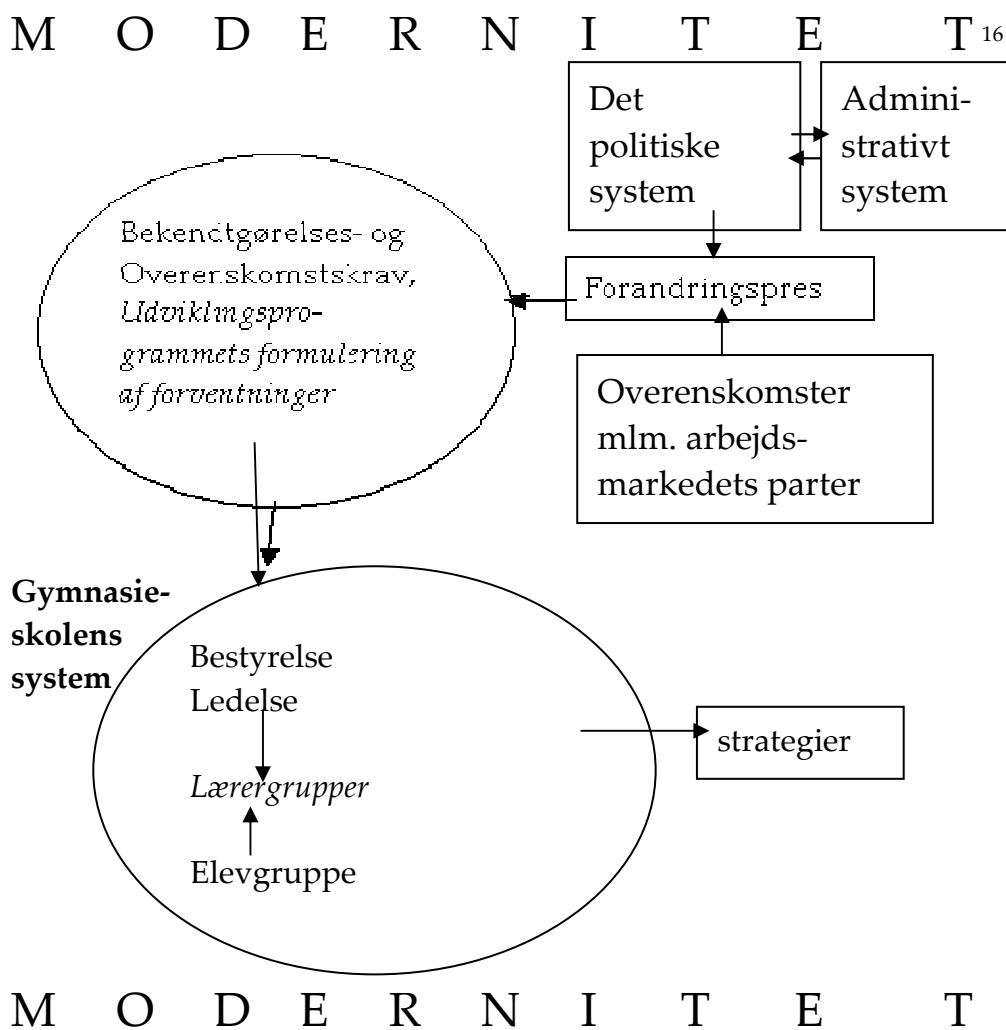 M O D E R N I T E T 16
Det
politiske
system
Admini-
strativt
system
Bekendtgørelses- og
Overenskomstskrav,
Udviklingspro-
grammets formulering
af forventninger
Forandringspres
Overenskomster
mlm. arbejds-
markedets parter
Gymnasie-
skolens
system
Bestyrelse
Ledelse
Lærergrupper
Elevgruppe
strategier
M O D E R N I T E T